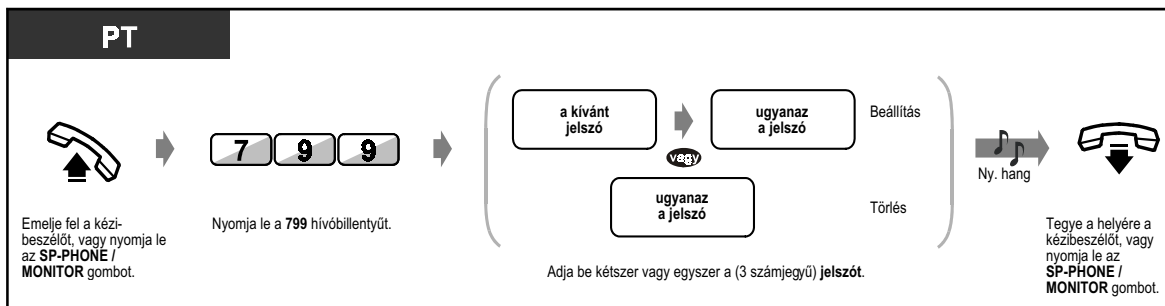 PT
7 9 9
a kívánt
jelszó
ugyanaz
a jelszó
Beállítás
vagy
ugyanaz
a jelszó
Törlés
Ny. hang
Emelje fel a kézi-
beszélőt, vagy nyomja le
az SP-PHONE /
MONITOR gombot.
Nyomja le a 799 hívóbillentyűt.
Adja be kétszer vagy egyszer a (3 számjegyű) jelszót.
Tegye a helyére a
kézibeszélőt, vagy
nyomja le az
SP-PHONE /
MONITOR gombot.